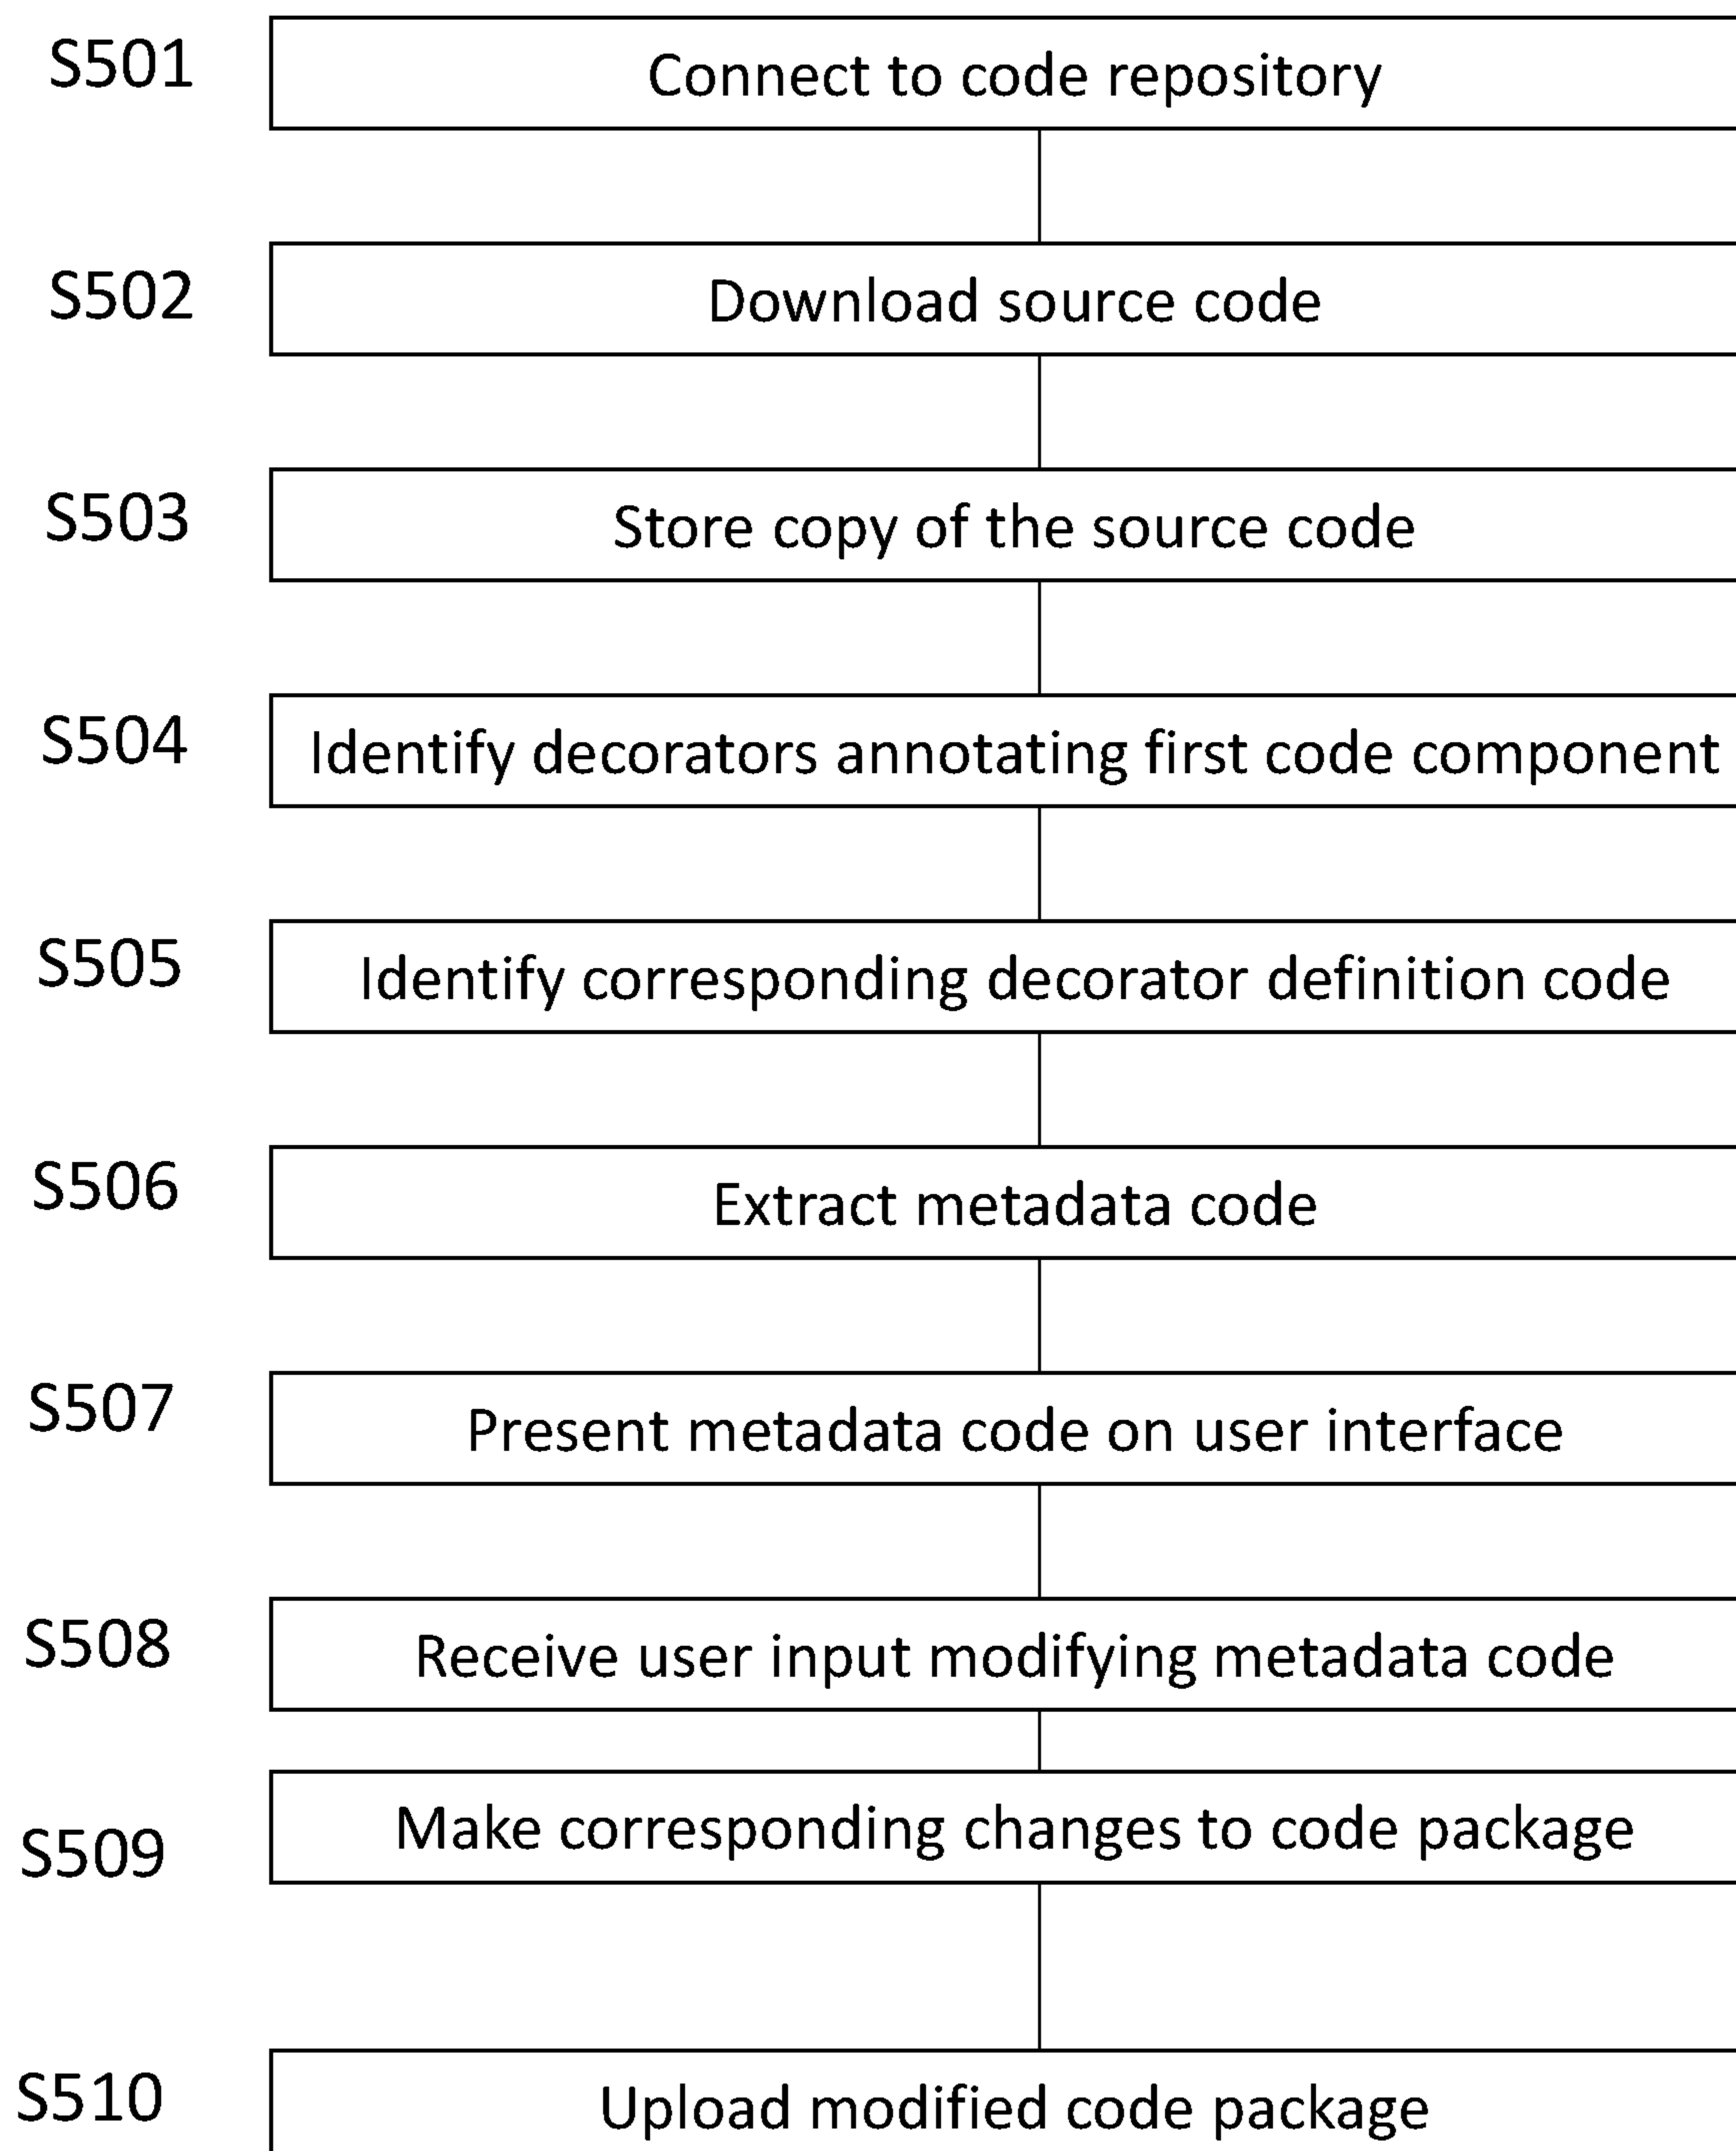 S501 Connect to code repository
S502 Download source code
S503 Store copy of the source code
S504 Identify decorators annotating first code component
S505 Identify corresponding decorator definition code
S506 Extract metadata code
S507 Present metadata code on user interface
S508 Receive user input modifying metadata code
S509 Make corresponding changes to code package
S510 Upload modified code package